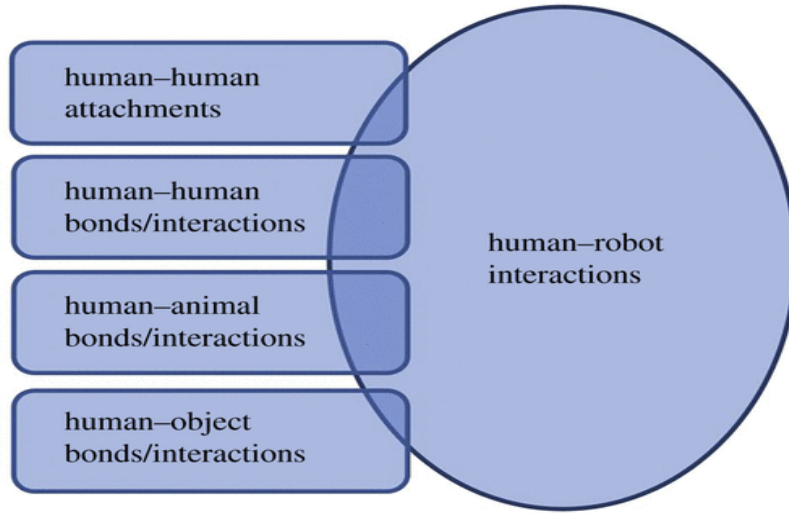 human–human
attachments
human–human
bonds/interactions
human–animal
bonds/interactions
human–object
bonds/interactions
human–robot
interactions